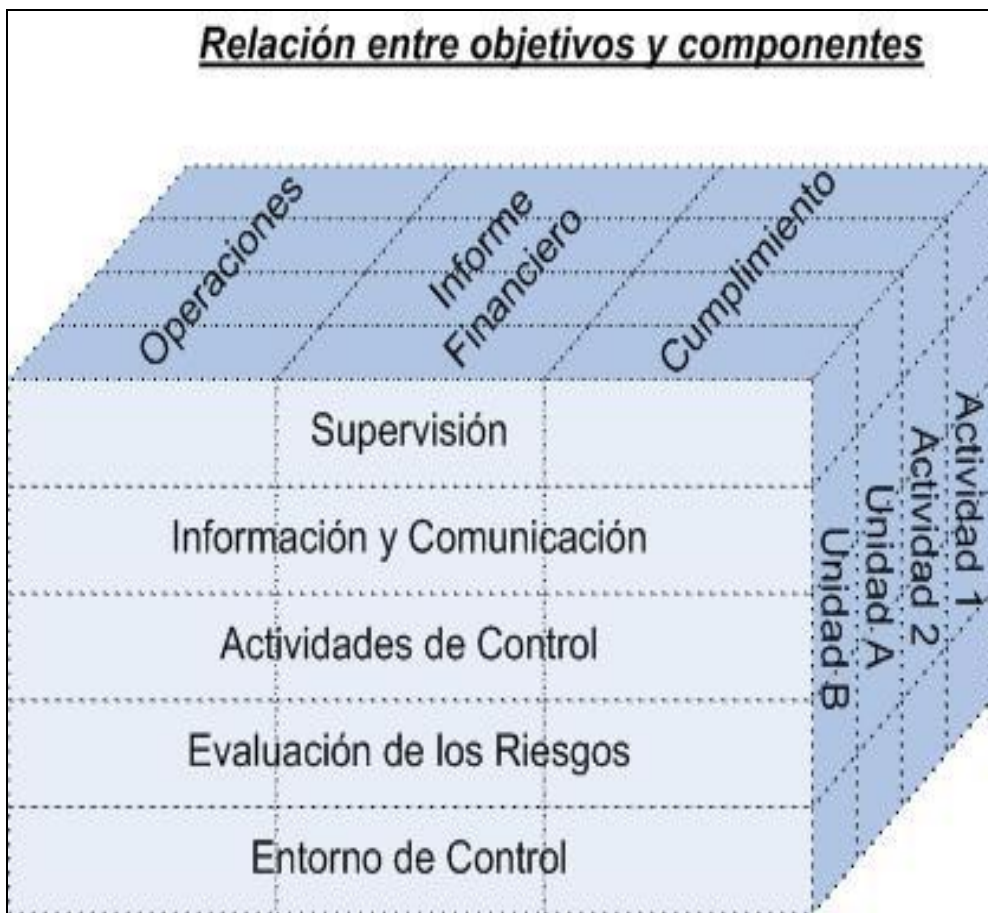 Relación entre objetivos y componentes
Operaciones
Informe
Financiero
Cumplimiento
Supervisión
Información y Comunicación
Actividades de Control
Evaluación de los Riesgos
Entorno de Control
Unidad B
Unidad A
Actividad 2
Actividad 1